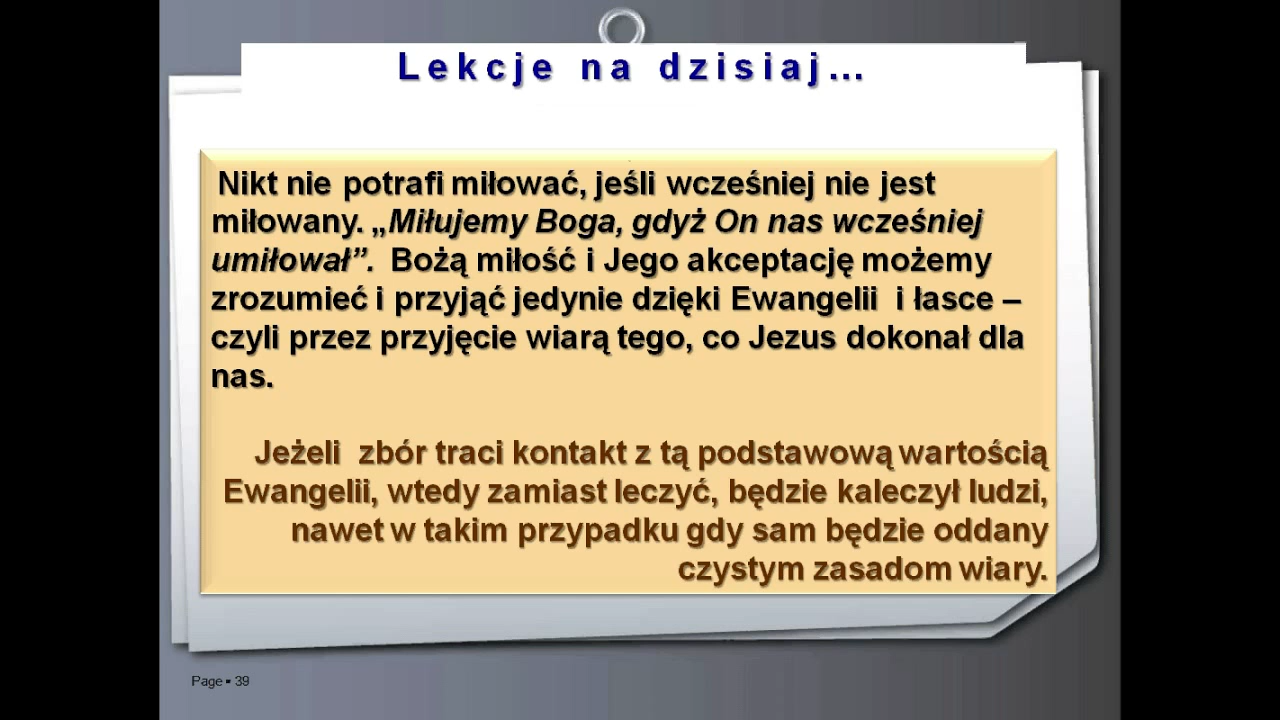 Lekcje na dzisiaj...
Nikt nie potrafi miłować, jeśli wcześniej nie jest
miłowany. „Miłujemy Boga, gdyż On nas wcześniej
umiłował”. Bożą miłość i Jego akceptację możemy
zrozumieć i przyjąć jedynie dzięki Ewangelii i łasce –
czyli przez przyjęcie wiarą tego, co Jezus dokonał dla
nas.
Jeżeli zbór traci kontakt z tą podstawową wartością
Ewangelii, wtedy zamiast leczyć, będzie kaleczył ludzi,
nawet w takim przypadku gdy sam będzie oddany
czystym zasadom wiary.
Page ▪ 39